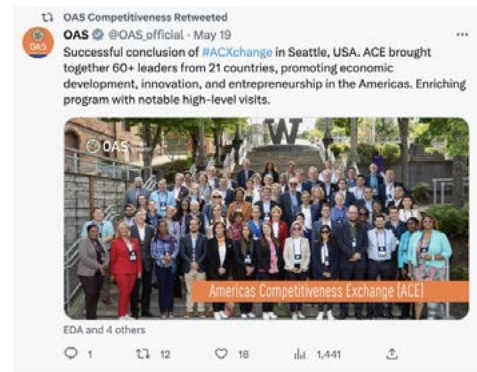 OAS Competitiveness Retweeted
OAS @OAS_official · May 19
OAS
Successful conclusion of #ACXchange in Seattle, USA. ACE brought
together 60+ leaders from 21 countries, promoting economic
development, innovation, and entrepreneurship in the Americas. Enriching
program with notable high-level visits.
OAS
W
Americas Competitiveness Exchange [ACE]
EDA and 4 others
1 12 18 1,441